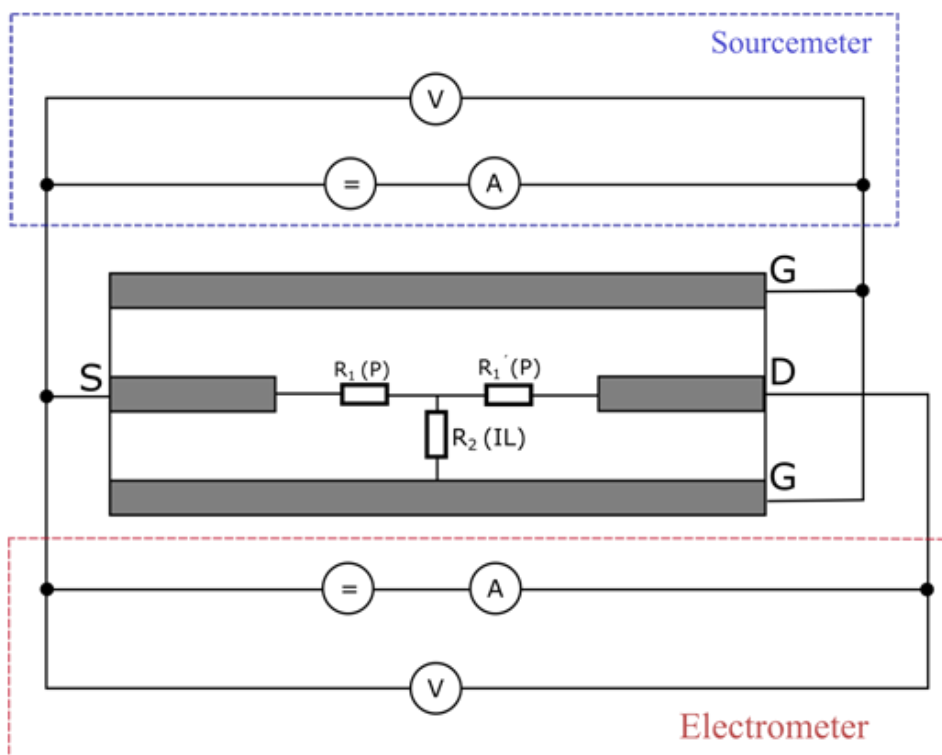 Sourcemeter
V
= A
G
S R₁ (P) R₁´(P) D
R₂ (IL)
G
= A
V
Electrometer